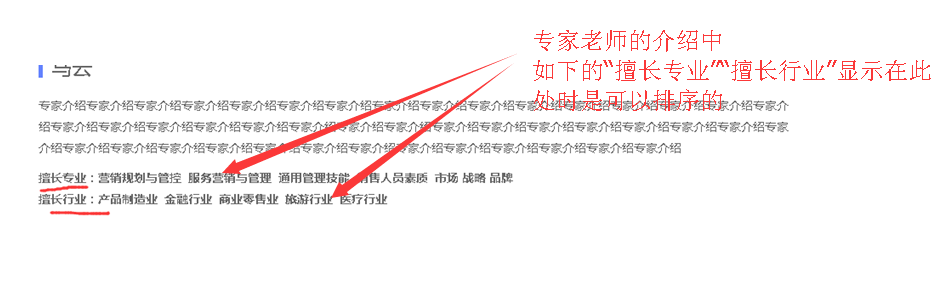 专家老师的介绍中
如下的“擅长专业”“擅长行业”显示在此
处时是可以排序的
马云
专家介绍专家介绍专家介绍专家介绍专家介绍专家介绍专家介绍专家介绍专家介绍专家介绍专家介绍专家介绍专家介绍专家介绍专家介绍专家介
绍专家介绍专家介绍专家介绍专家介绍专家介绍专家介绍专家介绍专家介绍专家介绍专家介绍专家介绍专家介绍专家介绍专家介绍专家介绍专家
介绍专家介绍专家介绍专家介绍专家介绍专家介绍专家介绍专家介绍专家介绍专家介绍专家介绍专家介绍专家介绍专家介绍
擅长专业：营销规划与管控 服务营销与管理 通用管理技能 销售人员素质 市场 战略 品牌
擅长行业：产品制造业 金融行业 商业零售业 旅游行业 医疗行业